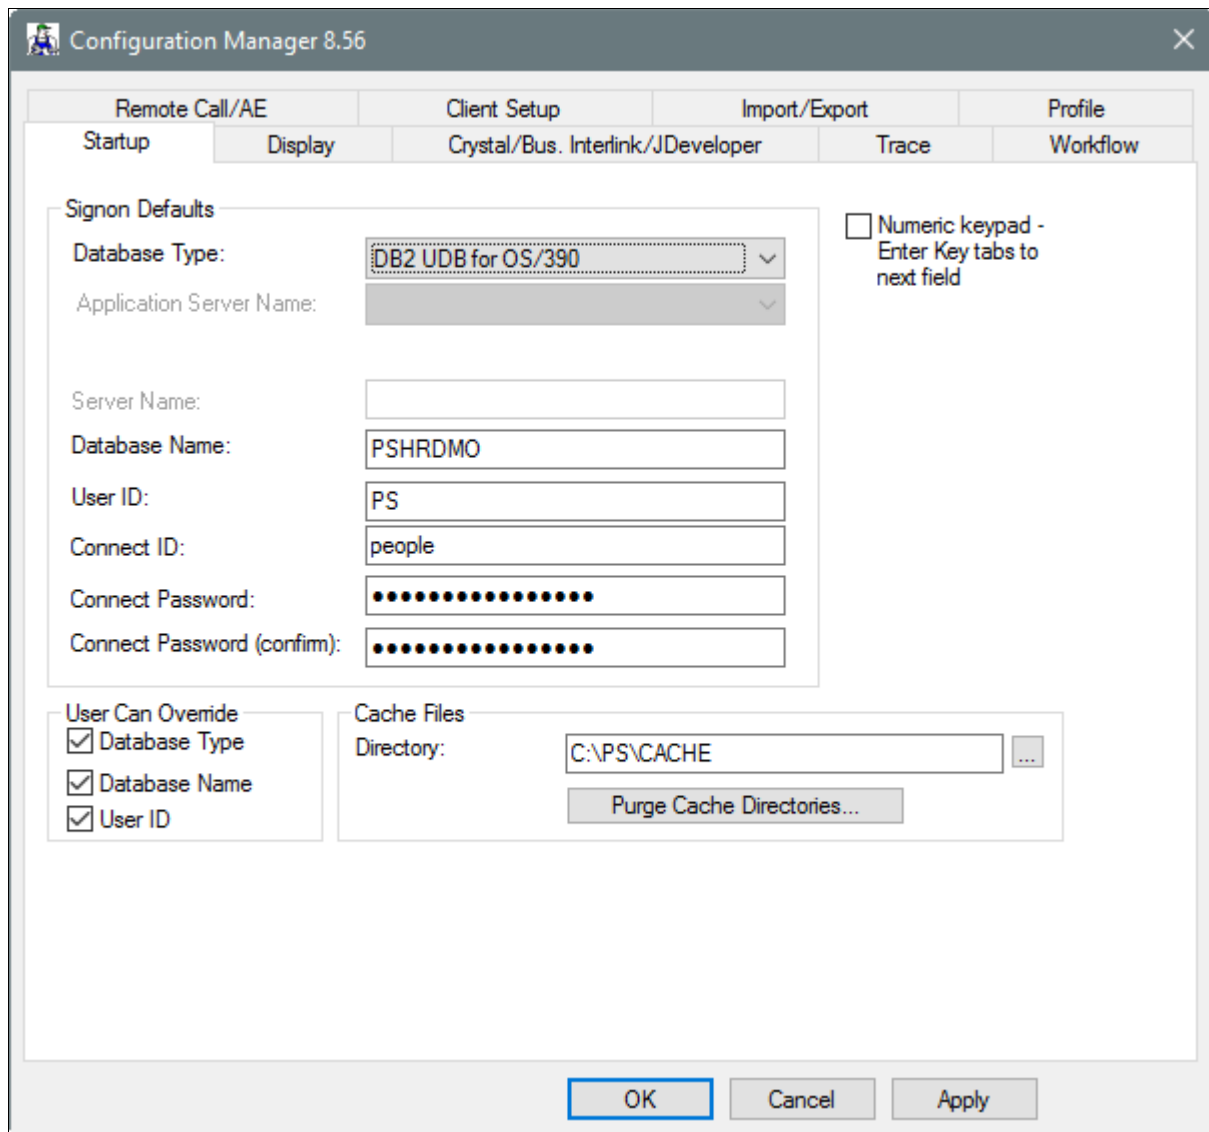 Configuration Manager 8.56
Remote Call/AE Client Setup Import/Export Profile
Startup Display Crystal/Bus. Interlink/JDeveloper Trace Workflow
Signon Defaults
Database Type: DB2 UDB for OS/390
Application Server Name:
Server Name:
Database Name: PSHRDMO
User ID: PS
Connect ID: people
Connect Password: ●●●●●●●●●●●●●●●●
Connect Password (confirm): ●●●●●●●●●●●●●●●●
Numeric keypad -
Enter Key tabs to
next field
User Can Override
Database Type
Database Name
User ID
Cache Files
Directory: C:\PS\CACHE ...
Purge Cache Directories...
OK Cancel Apply